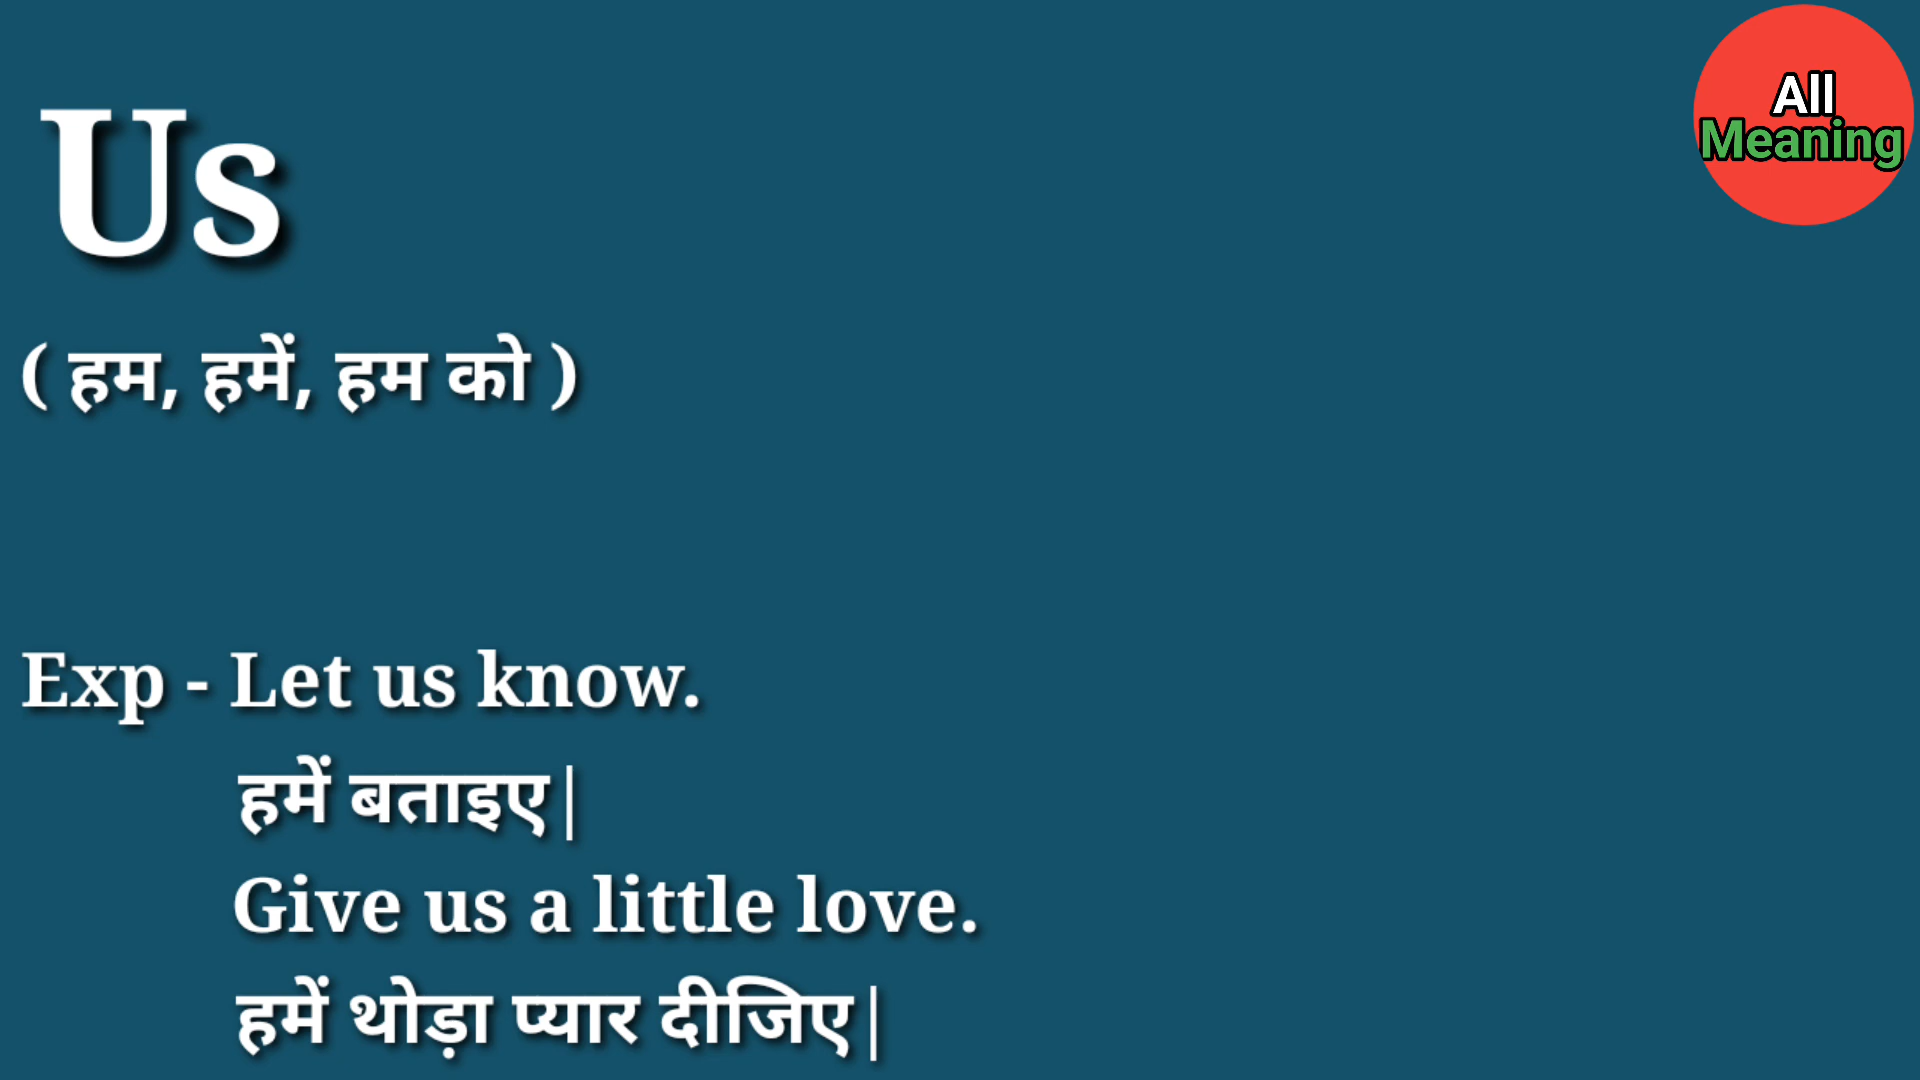 All
Meaning
Us
( हम, हमें, हम को )
Exp - Let us know.
हमें बताइए|
Give us a little love.
हमें थोड़ा प्यार दीजिए|